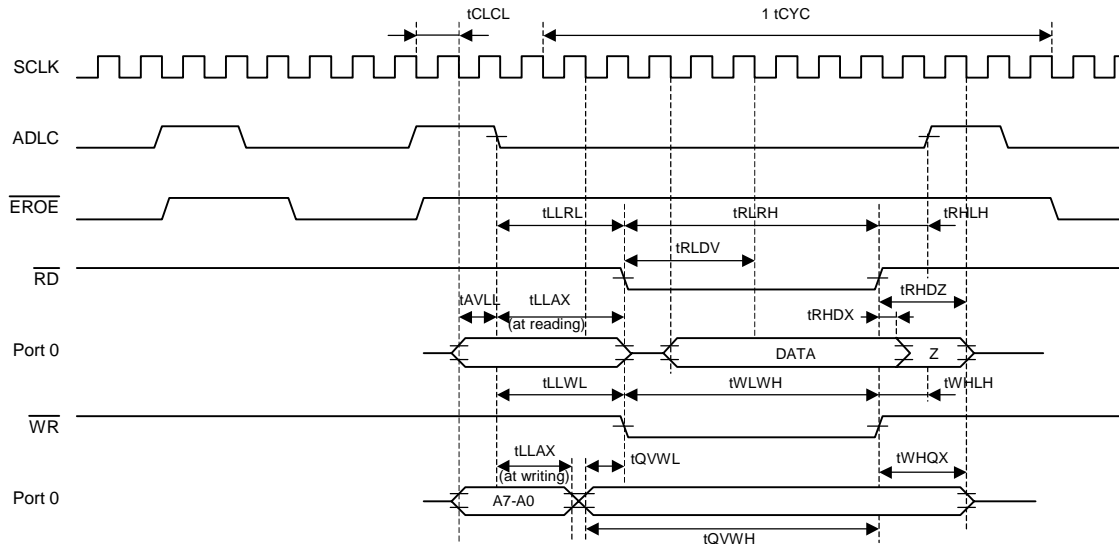 tCLCL 1 tCYC
SCLK
ADLC
EROE
tLLRL tRLRH tRHLH
tRLDV
RD
tRHDZ
tAVLL tLLAX
(at reading) tRHDX
Port 0 DATA Z
tLLWL tWLWH tWHLH
WR
tLLAX tQVWL tWHQX
(at writing)
Port 0 A7-A0
tQVWH